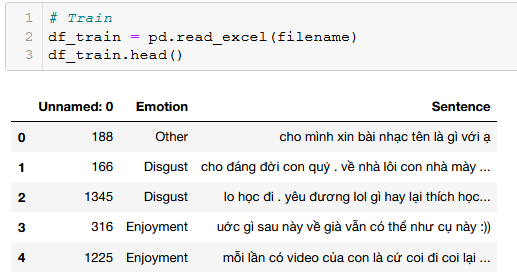 1 # Train
2 df_train = pd.read_excel(filename)
3 df_train.head()
Unnamed: 0 Emotion Sentence
0 188 Other cho mình xin bài nhạc tên là gì với ạ
1 166 Disgust cho đáng đời con quỷ . về nhà lôi con nhà mày ...
2 1345 Disgust lo học đi . yêu đương lol gì hay lại thích học...
3 316 Enjoyment uớc gì sau này về già vẫn có thể như cụ này :))
4 1225 Enjoyment mỗi lần có video của con là cứ coi đi coi lại ...